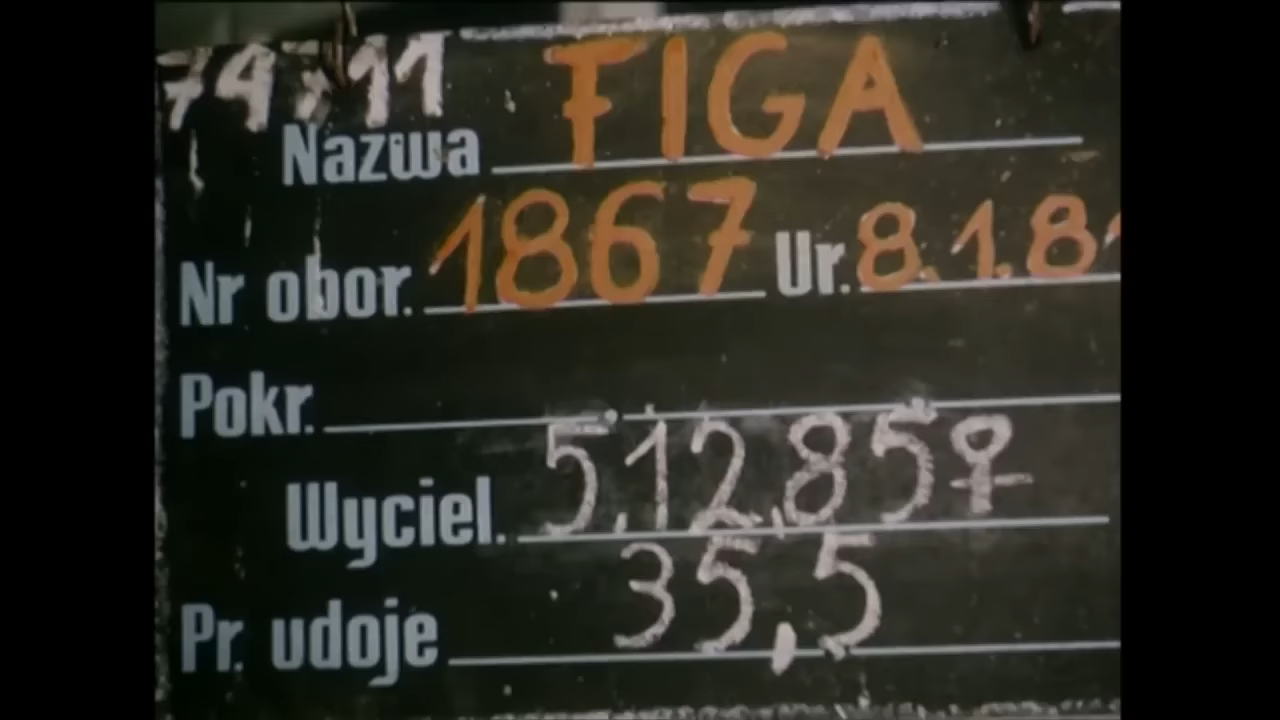 Nazwa FIGA
Nr obor. 1867 Ur. 8.1.8
Pokr.
Wyciel. 5.12.85♀
Pr. udoje 35,5